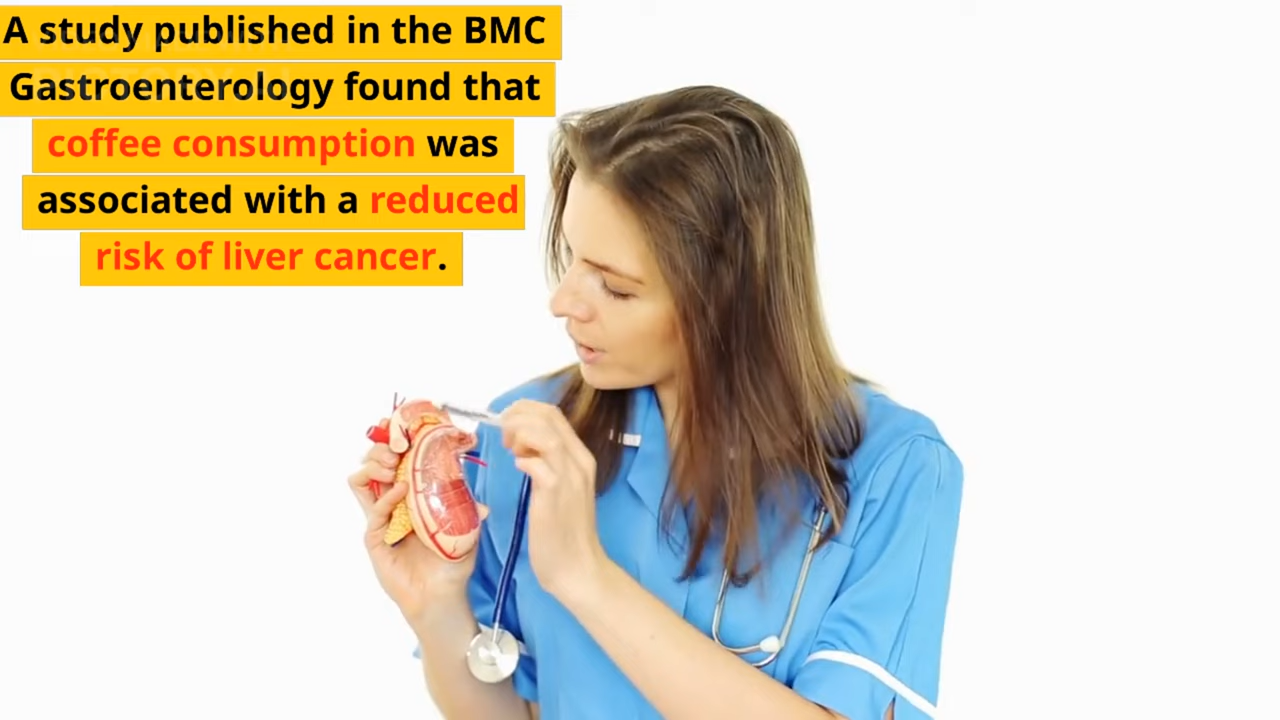 A study published in the BMC
Gastroenterology found that
coffee consumption was
associated with a reduced
risk of liver cancer.